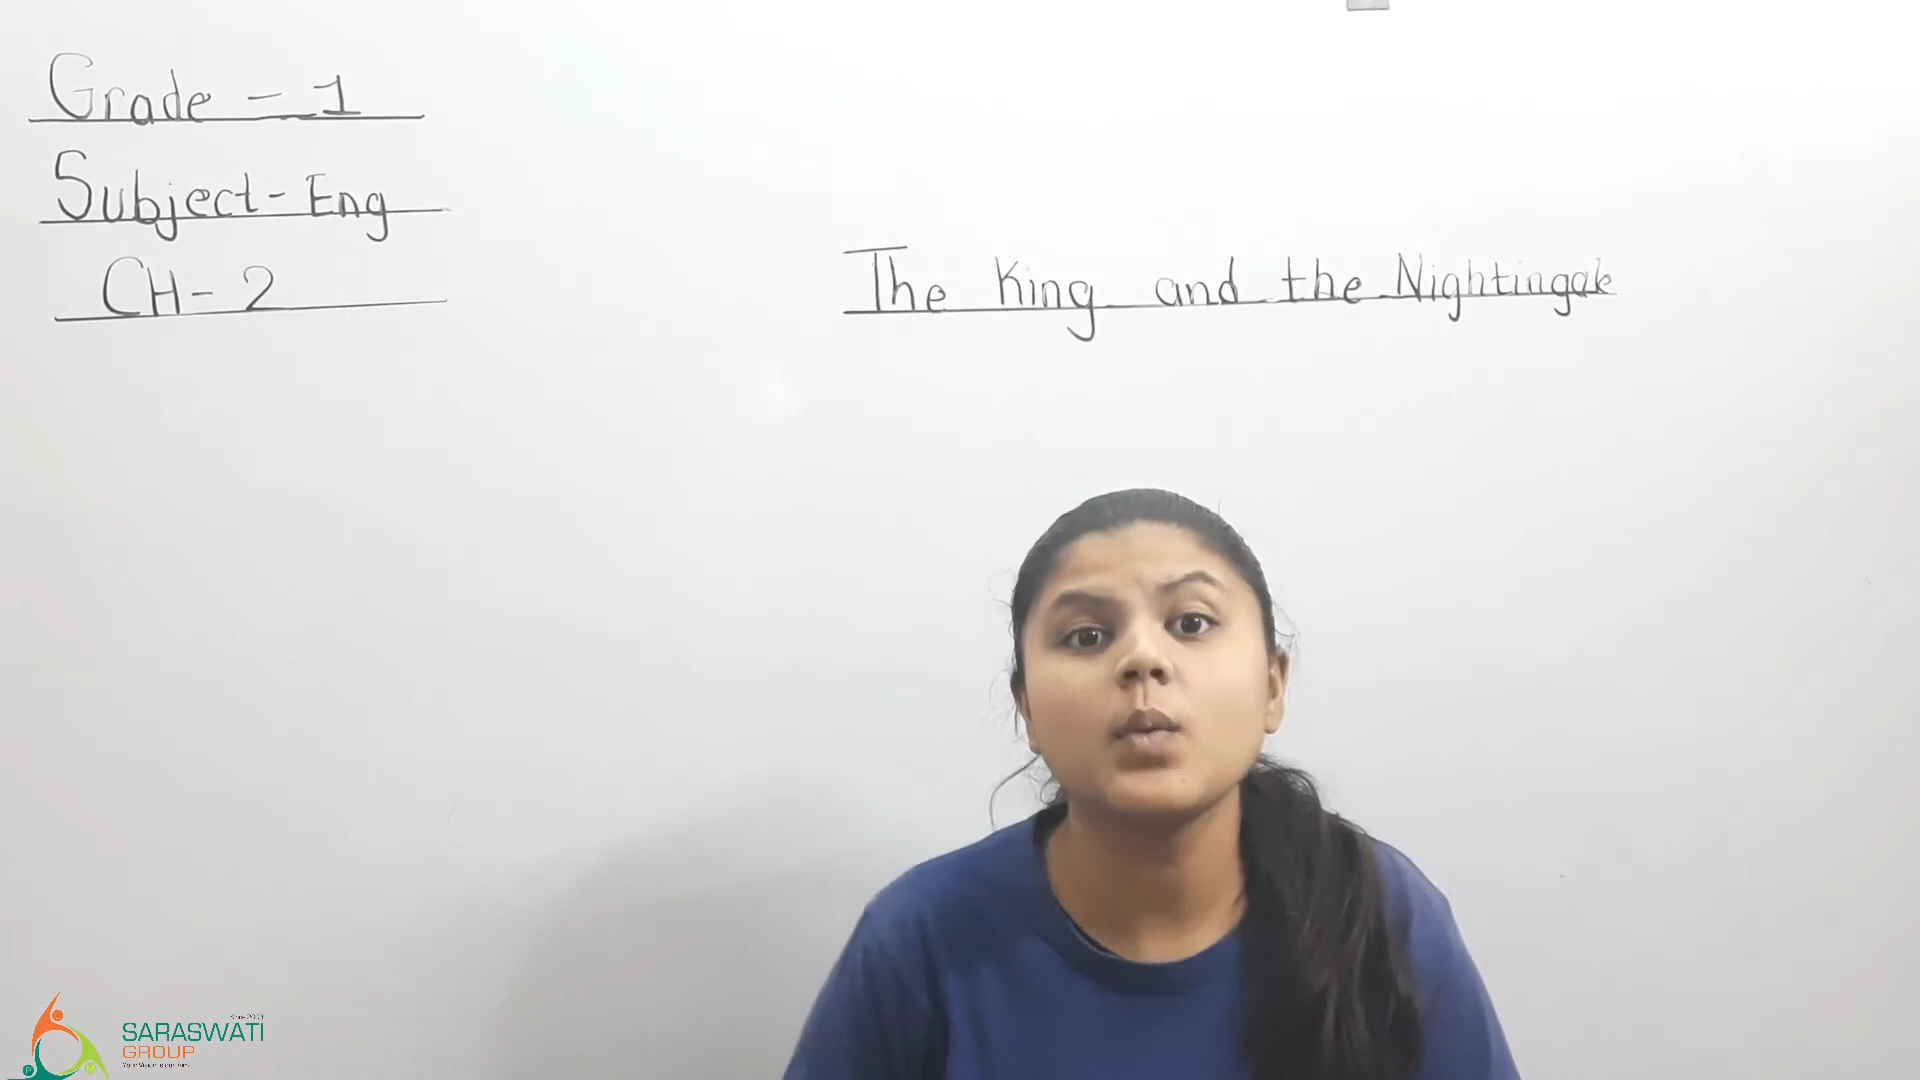 Grade - 1
Subject - Eng
CH - 2
The King and the Nightingale
SARASWATI
GROUP